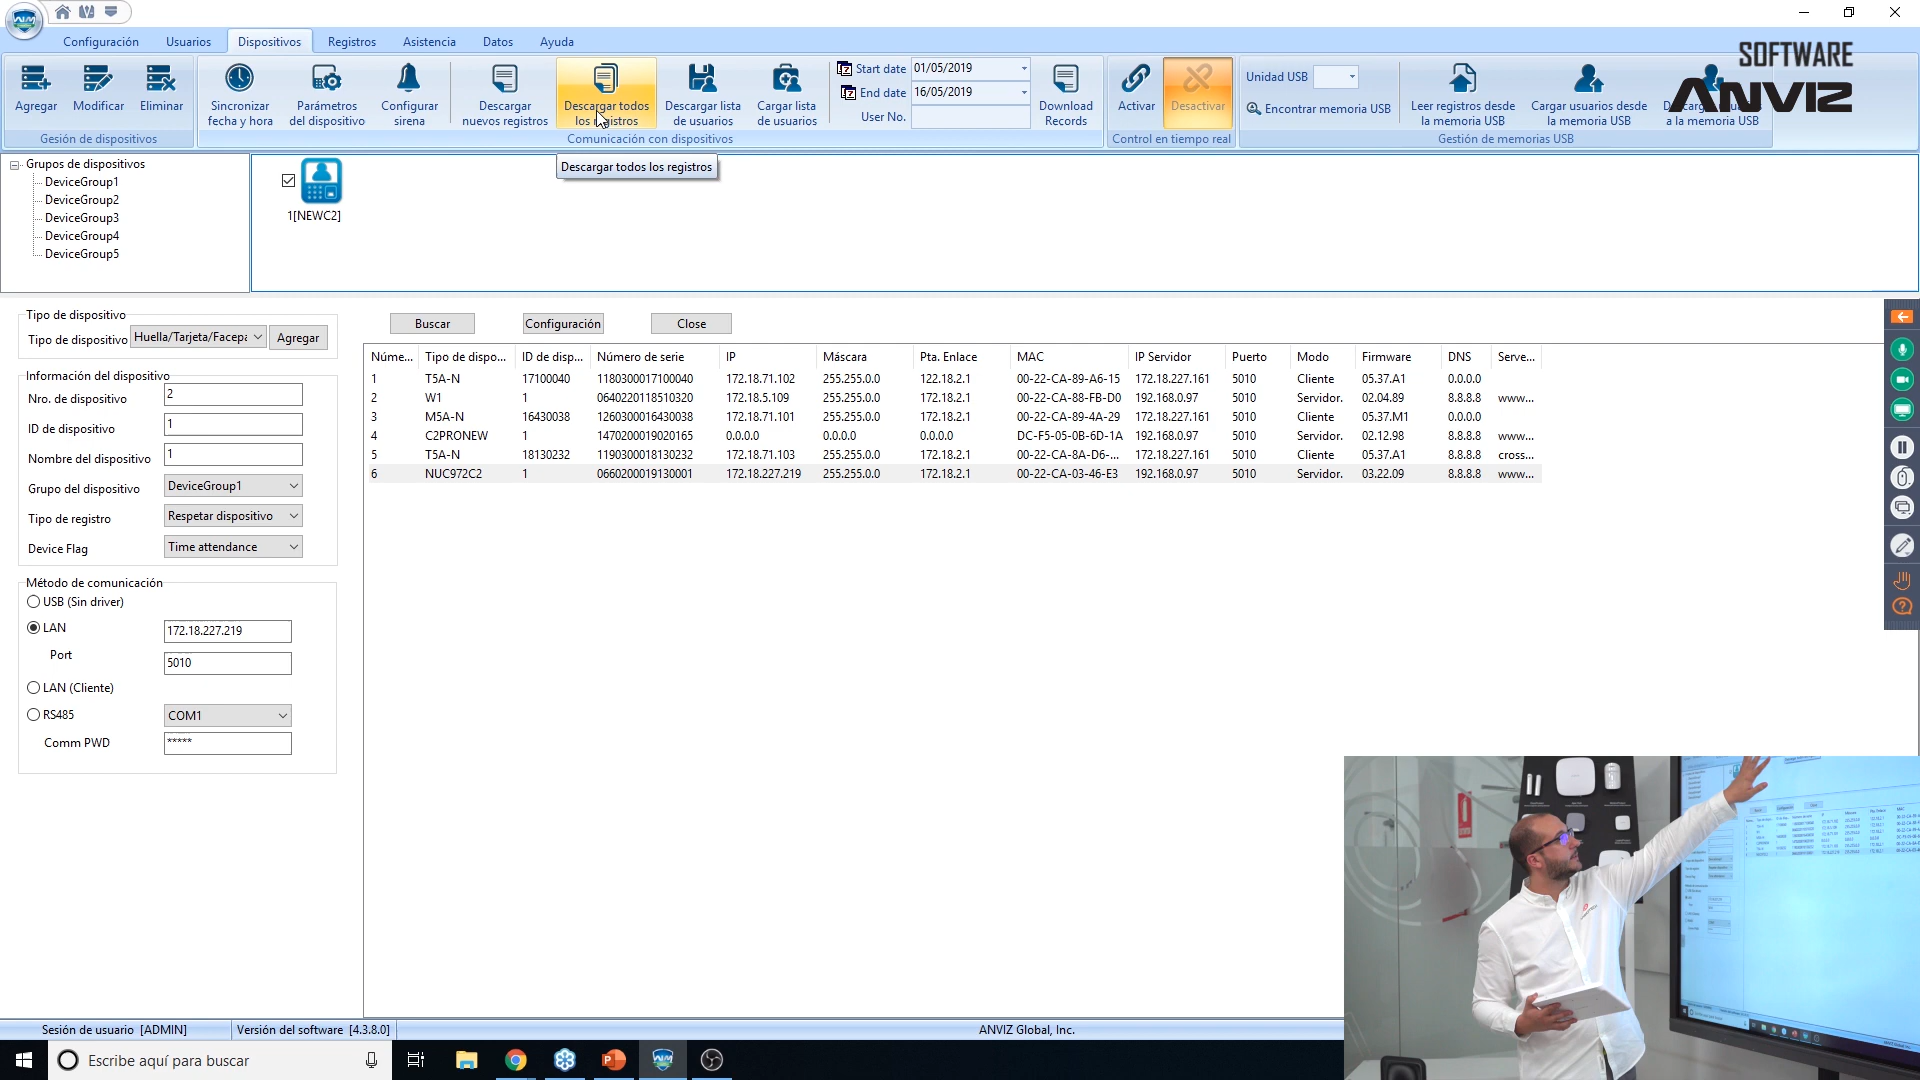 Configuración Usuarios Dispositivos Registros Asistencia Datos Ayuda
SOFTWARE
ANVIZ
Agregar Modificar Eliminar
Sincronizar fecha y hora
Parámetros del dispositivo
Configurar sirena
Descargar nuevos registros
Descargar todos los registros
Descargar lista de usuarios
Cargar lista de usuarios
Start date 01/05/2019
End date 16/05/2019
User No.
Download Records
Activar Desactivar
Unidad USB
Encontrar memoria USB
Leer registros desde la memoria USB
Cargar usuarios desde la memoria USB
a la memoria USB
Gesión de dispositivos
Comunicación con dispositivos
Control en tiempo real
Gestión de memorias USB
Descargar todos los registros
Grupos de dispositivos
DeviceGroup1
DeviceGroup2
DeviceGroup3
DeviceGroup4
DeviceGroup5
1[NEWC2]
Tipo de dispositivo
Tipo de dispositivo Huella/Tarjeta/Facepa Agregar
Información del dispositivo
Nro. de dispositivo 2
ID de dispositivo 1
Nombre del dispositivo 1
Grupo del dispositivo DeviceGroup1
Tipo de registro Respetar dispositivo
Device Flag Time attendance
Método de comunicación
USB (Sin driver)
LAN 172.18.227.219
Port 5010
LAN (Cliente)
RS485 COM1
Comm PWD *****
Buscar Configuración Close
Núme... Tipo de dispo... ID de disp... Número de serie IP Máscara Pta. Enlace MAC IP Servidor Puerto Modo Firmware DNS Serve...
1 T5A-N 17100040 1180300017100040 172.18.71.102 255.255.0.0 122.18.2.1 00-22-CA-89-A6-15 172.18.227.161 5010 Cliente 05.37.A1 0.0.0.0
2 W1 1 0640220118510320 172.18.5.109 255.255.0.0 172.18.2.1 00-22-CA-88-FB-D0 192.168.0.97 5010 Servidor. 02.04.89 8.8.8.8 www...
3 M5A-N 16430038 1260300016430038 172.18.71.101 255.255.0.0 172.18.2.1 00-22-CA-89-4A-29 172.18.227.161 5010 Cliente 05.37.M1 0.0.0.0
4 C2PRONEW 1 1470200019020165 0.0.0.0 0.0.0.0 0.0.0.0 DC-F5-05-0B-6D-1A 192.168.0.97 5010 Servidor. 02.12.98 8.8.8.8 www...
5 T5A-N 18130232 1190300018130232 172.18.71.103 255.255.0.0 172.18.2.1 00-22-CA-8A-D6-... 172.18.227.161 5010 Cliente 05.37.A1 8.8.8.8 cross...
6 NUC972C2 1 0660200019130001 172.18.227.219 255.255.0.0 172.18.2.1 00-22-CA-03-46-E3 192.168.0.97 5010 Servidor. 03.22.09 8.8.8.8 www...
Sesión de usuario [ADMIN] Versión del software [4.3.8.0] ANVIZ Global, Inc.
Escribe aquí para buscar